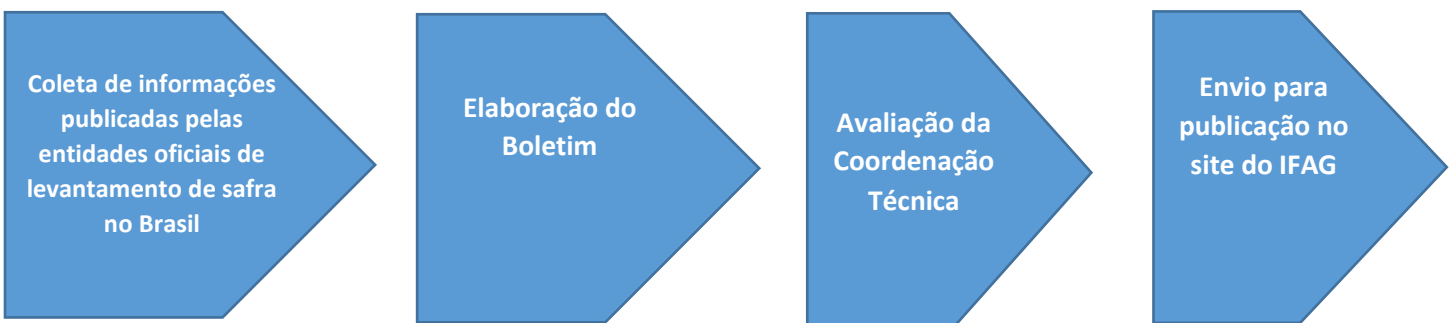 Coleta de informações
publicadas pelas
entidades oficiais de
levantamento de safra
no Brasil
Elaboração do
Boletim
Avaliação da
Coordenação
Técnica
Envio para
publicação no
site do IFAG